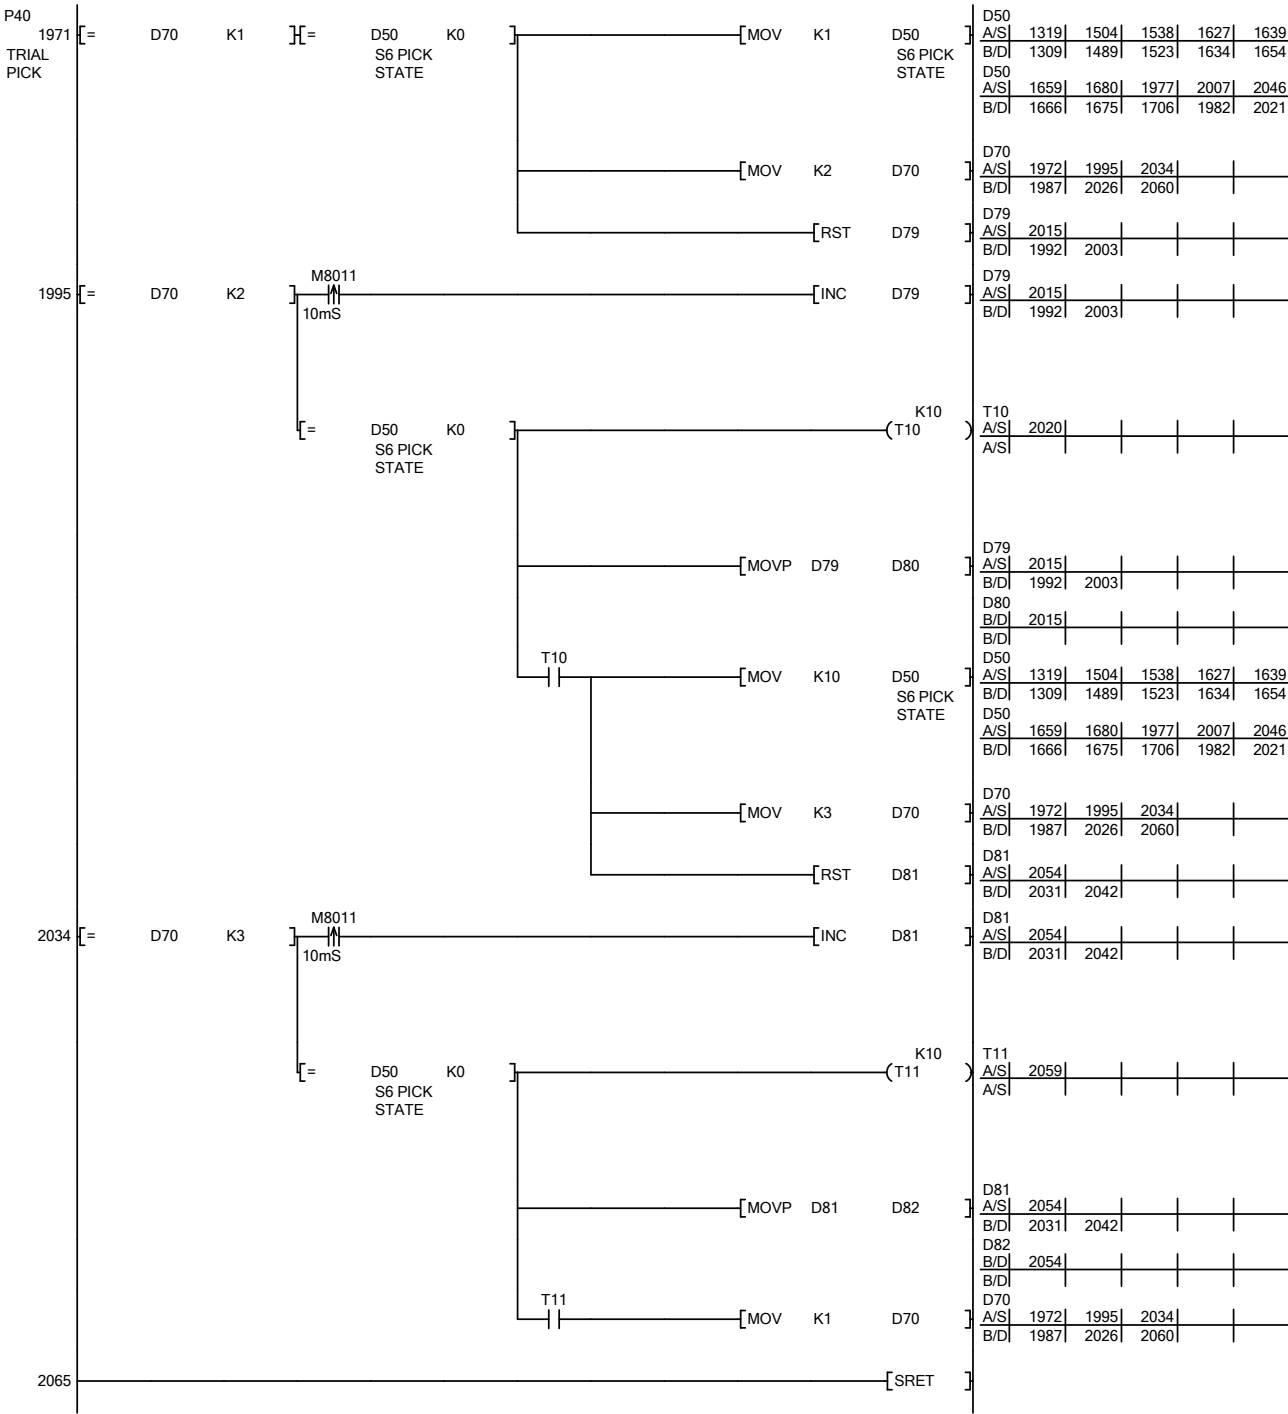 P40
1971 [= D70 K1 ] [= D50 K0 ] [MOV K1 D50 ]
TRIAL PICK
S6 PICK STATE
S6 PICK STATE
D50
A/S 1319 1504 1538 1627 1639
B/D 1309 1489 1523 1634 1654
D50
A/S 1659 1680 1977 2007 2046
B/D 1666 1675 1706 1982 2021
[MOV K2 D70 ]
D70
A/S 1972 1995 2034
B/D 1987 2026 2060
[RST D79 ]
D79
A/S 2015
B/D 1992 2003
M8011
1995 [= D70 K2 ] [INC D79 ]
10mS
D79
A/S 2015
B/D 1992 2003
K10
[= D50 K0 ] (T10 )
S6 PICK
STATE
T10
A/S 2020
A/S
[MOVP D79 D80 ]
D79
A/S 2015
B/D 1992 2003
D80
B/D 2015
B/D
T10
[MOV K10 D50 ]
S6 PICK
STATE
D50
A/S 1319 1504 1538 1627 1639
B/D 1309 1489 1523 1634 1654
D50
A/S 1659 1680 1977 2007 2046
B/D 1666 1675 1706 1982 2021
[MOV K3 D70 ]
D70
A/S 1972 1995 2034
B/D 1987 2026 2060
[RST D81 ]
D81
A/S 2054
B/D 2031 2042
M8011
2034 [= D70 K3 ] [INC D81 ]
10mS
D81
A/S 2054
B/D 2031 2042
K10
[= D50 K0 ] (T11 )
S6 PICK
STATE
T11
A/S 2059
A/S
[MOVP D81 D82 ]
D81
A/S 2054
B/D 2031 2042
D82
B/D 2054
B/D
T11
[MOV K1 D70 ]
D70
A/S 1972 1995 2034
B/D 1987 2026 2060
2065 [SRET ]